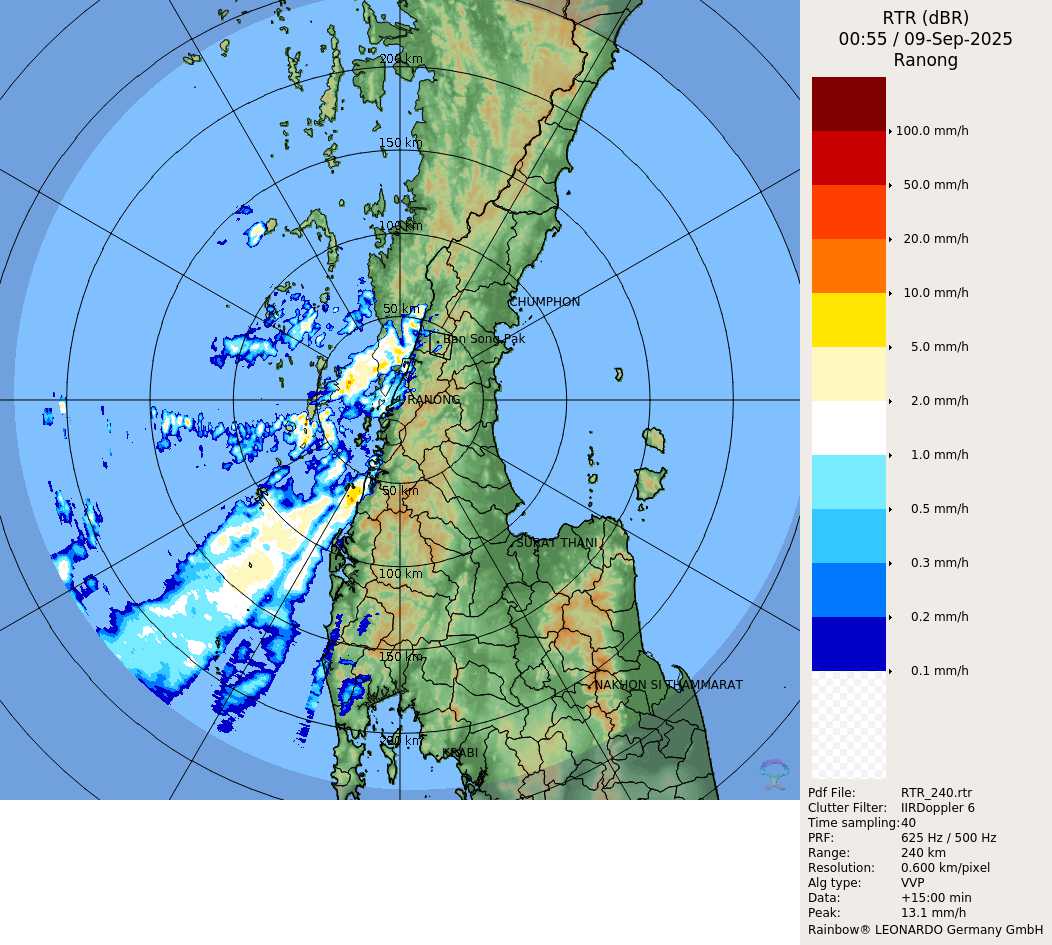 RTR (dBR)
00:55 / 09-Sep-2025
Ranong
100.0 mm/h
50.0 mm/h
20.0 mm/h
10.0 mm/h
5.0 mm/h
2.0 mm/h
1.0 mm/h
0.5 mm/h
0.3 mm/h
0.2 mm/h
0.1 mm/h
200 km
150 km
100 km
50 km
CHUMPHON
Ban Song Pak
RANONG
50 km
SURAT THANI
100 km
150 km
NAKHON SI THAMMARAT
200 km
KRABI
Pdf File: RTR_240.rtr
Clutter Filter: IIRDoppler 6
Time sampling:40
PRF: 625 Hz / 500 Hz
Range: 240 km
Resolution: 0.600 km/pixel
Alg type: VVP
Data: +15:00 min
Peak: 13.1 mm/h
Rainbow® LEONARDO Germany GmbH